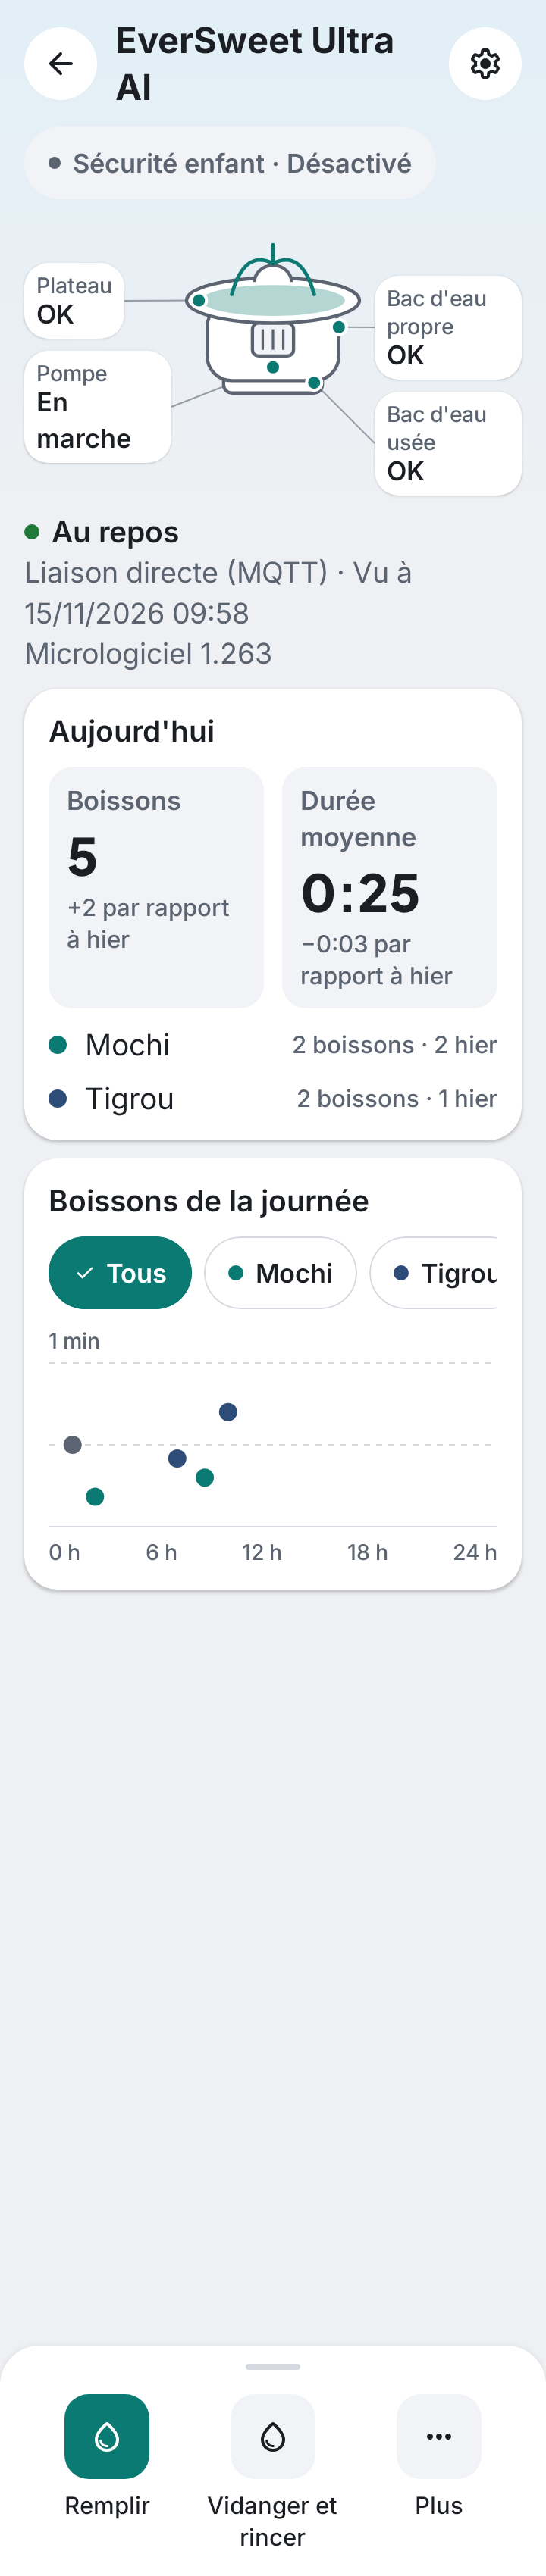 EverSweet Ultra
AI
Sécurité enfant · Désactivé
Plateau
OK
Pompe
En
marche
Bac d'eau
propre
OK
Bac d'eau
usée
OK
Au repos
Liaison directe (MQTT) · Vu à
15/11/2026 09:58
Micrologiciel 1.263
Aujourd'hui
Boissons
5
+2 par rapport
à hier
Durée
moyenne
0:25
−0:03 par
rapport à hier
Mochi
2 boissons · 2 hier
Tigrou
2 boissons · 1 hier
Boissons de la journée
Tous
Mochi
Tigrou
1 min
0 h
6 h
12 h
18 h
24 h
Remplir
Vidanger et
rincer
Plus